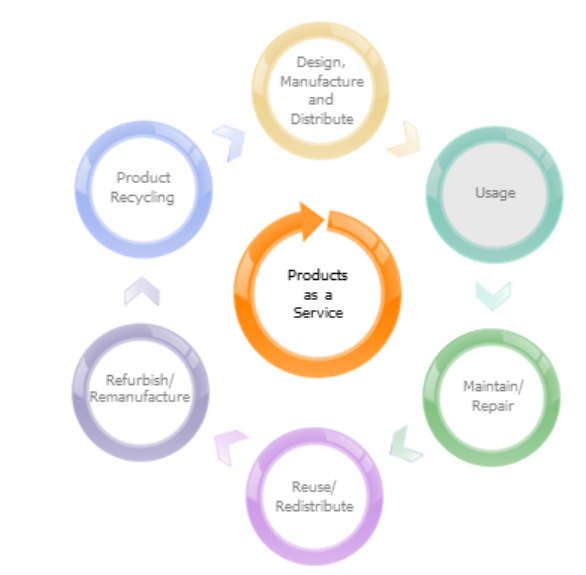 Design,
Manufacture
and
Distribute
Usage
Maintain/
Repair
Reuse/
Redistribute
Refurbish/
Remanufacture
Product
Recycling
Products
as a
Service